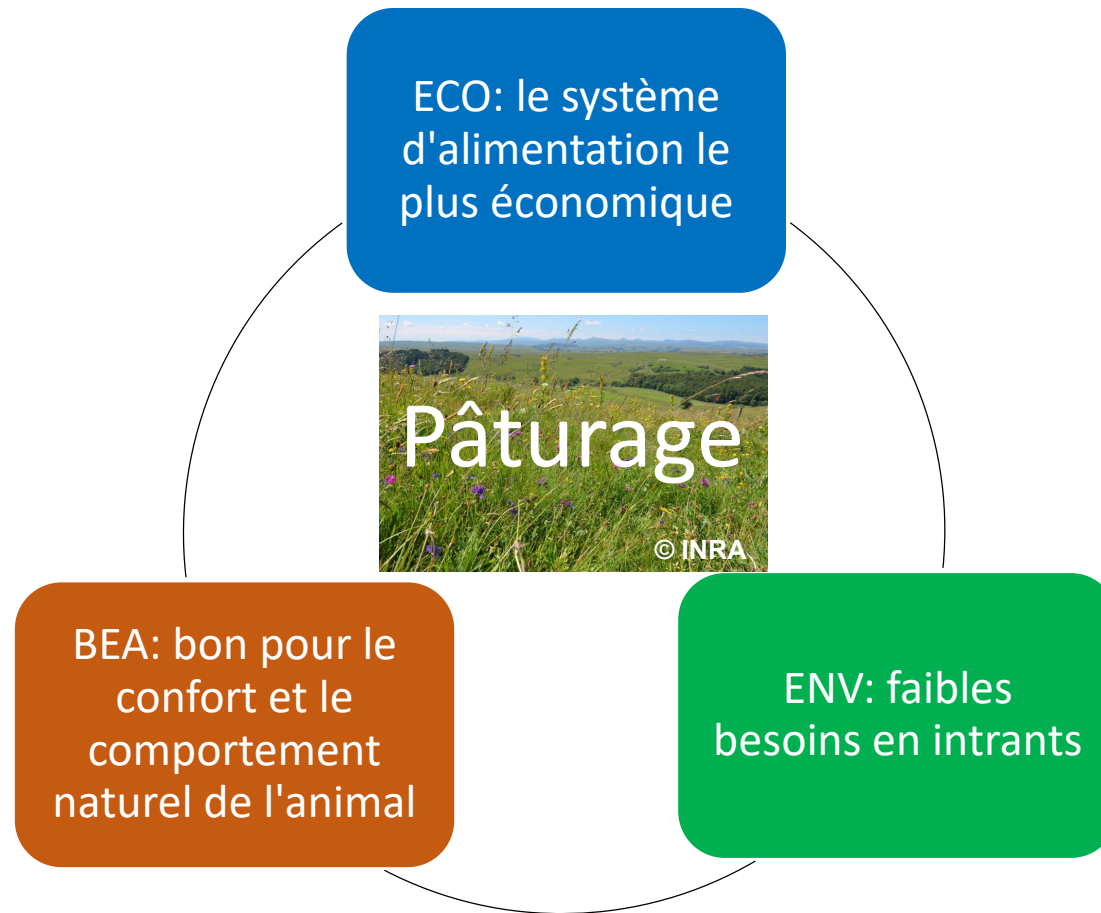 ECO: le système
d'alimentation le
plus économique
Pâturage
© INRA
BEA: bon pour le
confort et le
comportement
naturel de l'animal
ENV: faibles
besoins en intrants